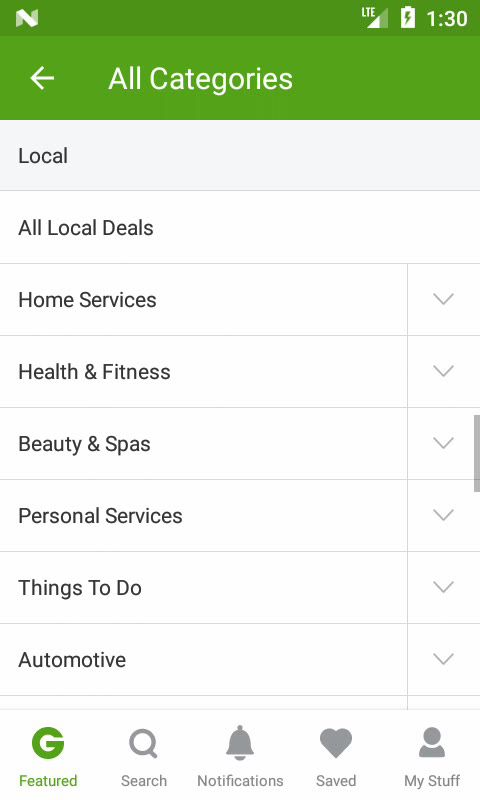 LTE 1:30
All Categories
Local
All Local Deals
Home Services
Health & Fitness
Beauty & Spas
Personal Services
Things To Do
Automotive
G
Featured Search Notifications Saved My Stuff